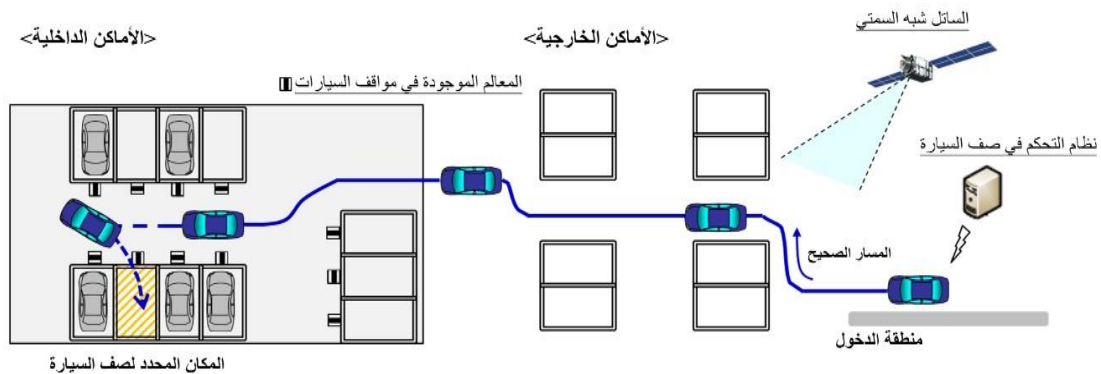 الساتل شبه السمتي
<الأماكن الخارجية>
<الأماكن الداخلية>
المعالم الموجودة في مواقف السيارات
نظام التحكم في صف السيارة
المسار الصحيح
منطقة الدخول
المكان المحدد لصف السيارة